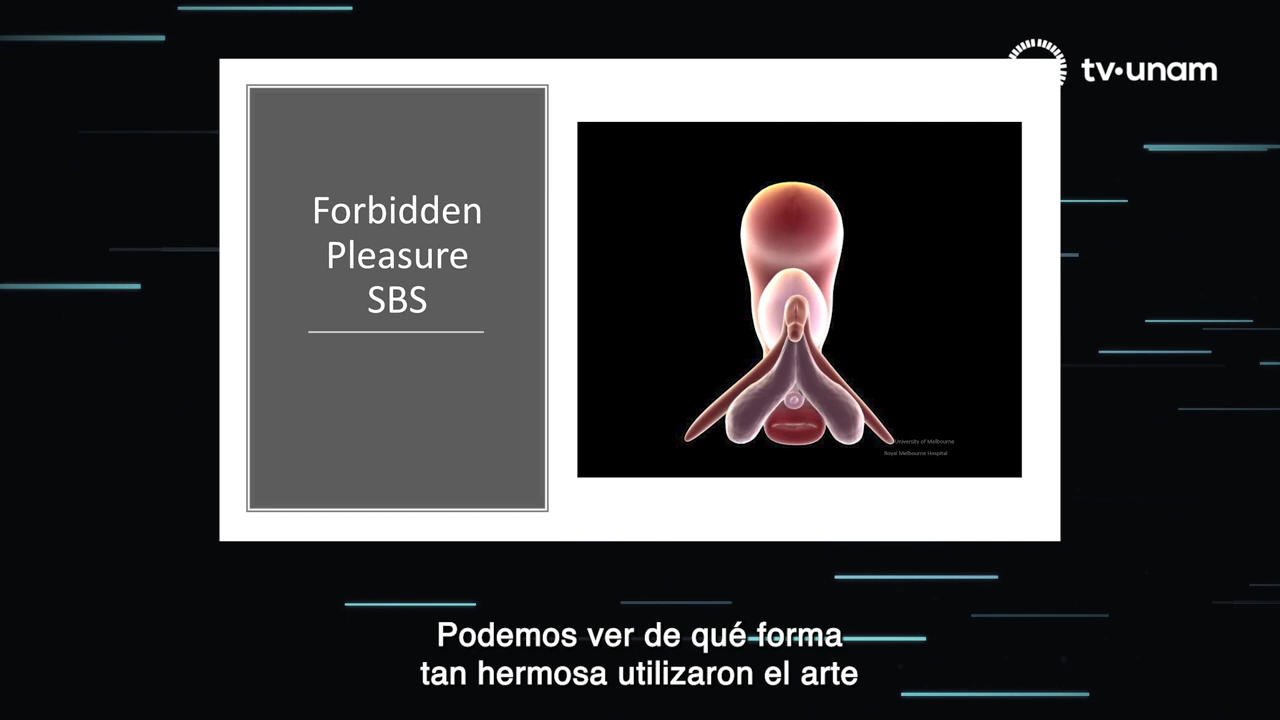 tv·unam
Forbidden
Pleasure
SBS
University of Melbourne
Royal Melbourne Hospital
Podemos ver de qué forma
tan hermosa utilizaron el arte